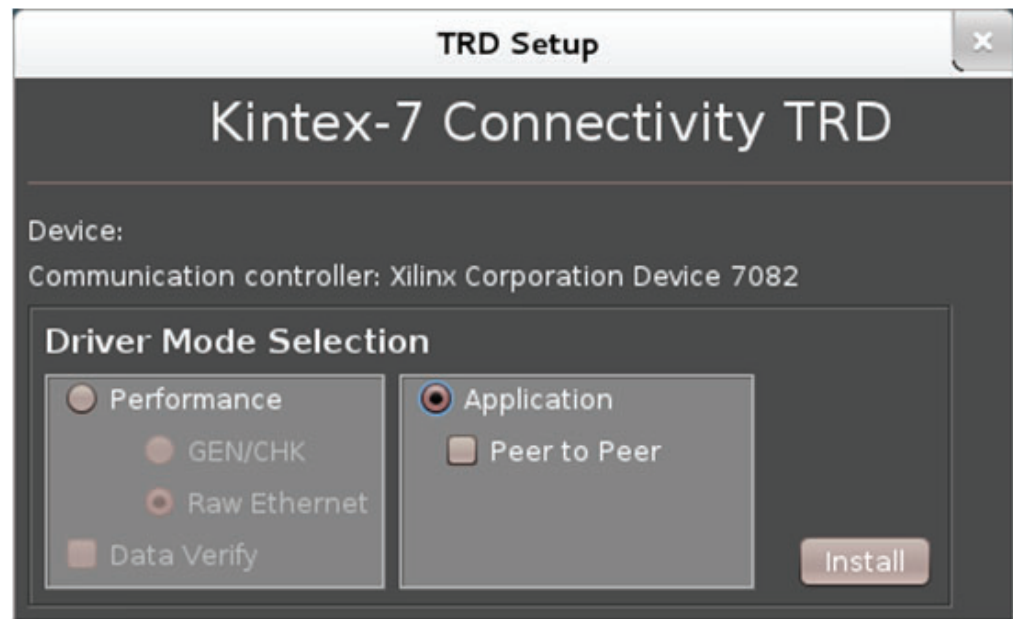 TRD Setup
Kintex-7 Connectivity TRD
Device:
Communication controller: Xilinx Corporation Device 7082
Driver Mode Selection
Performance
GEN/CHK
Raw Ethernet
Data Verify
Application
Peer to Peer
Install